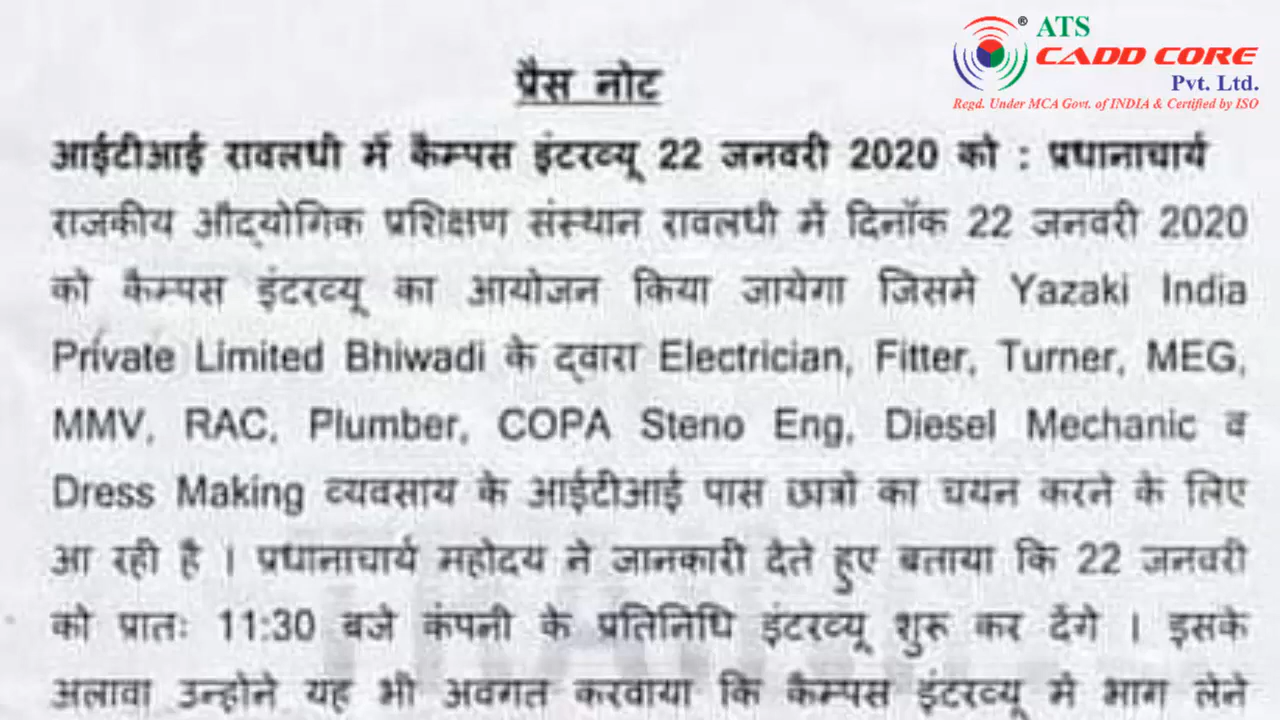 ATS
CADD CORE
Pvt. Ltd.
Regd. Under MCA Govt. of INDIA & Certified by ISO
प्रैस नोट
आईटीआई रावलधी में कैम्पस इंटरव्यू 22 जनवरी 2020 को : प्रधानाचार्य
राजकीय औद्योगिक प्रशिक्षण संस्थान रावलधी में दिनॉक 22 जनवरी 2020
को कैम्पस इंटरव्यू का आयोजन किया जायेगा जिसमे Yazaki India
Private Limited Bhiwadi के द्वारा Electrician, Fitter, Turner, MEG,
MMV, RAC, Plumber, COPA Steno Eng, Diesel Mechanic व
Dress Making व्यवसाय के आईटीआई पास छात्रों का चयन करने के लिए
आ रही है । प्रधानाचार्य महोदय ने जानकारी देते हुए बताया कि 22 जनवरी
को प्रातः 11:30 बजे कंपनी के प्रतिनिधि इंटरव्यू शुरू कर देंगे । इसके
अलावा उन्होने यह भी अवगत करवाया कि कैम्पस इंटरव्यू मे भाग लेने